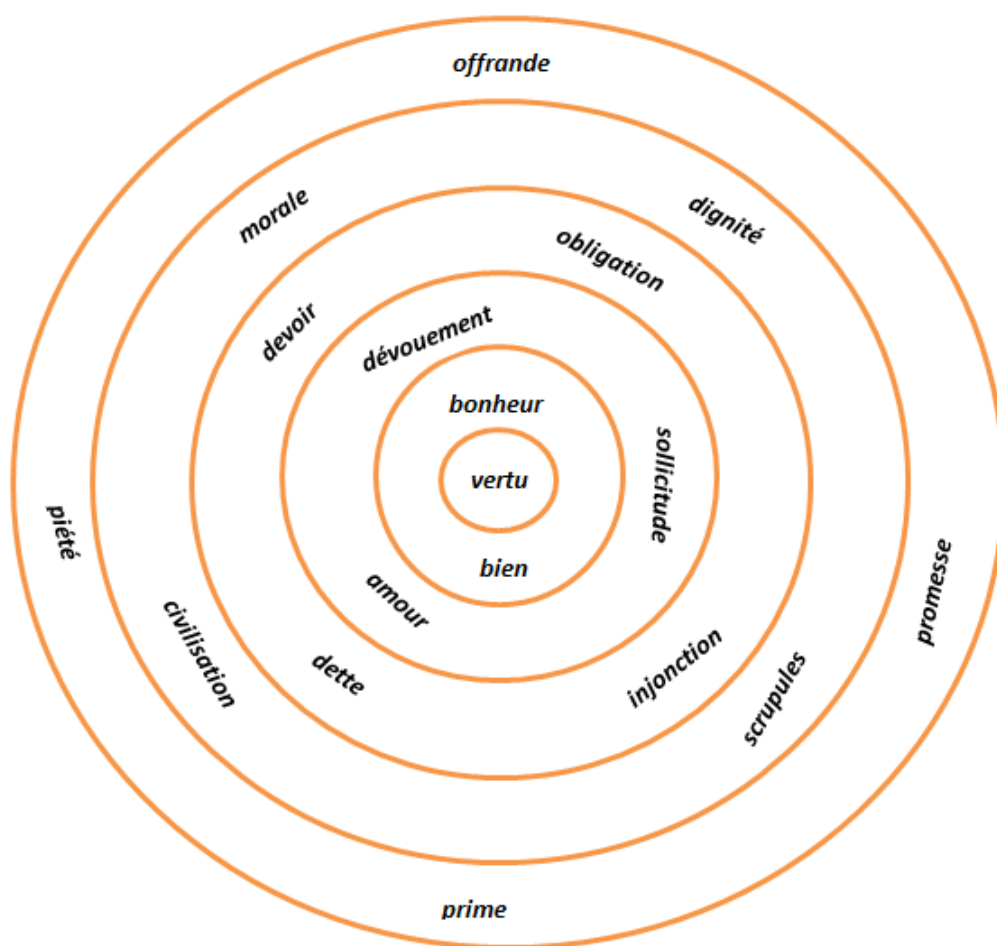 offrande
morale
dignité
obligation
devoir
dévouement
bonheur
sollicitude
vertu
piété
bien
promesse
amour
civilisation
dette
injonction
scrupules
prime